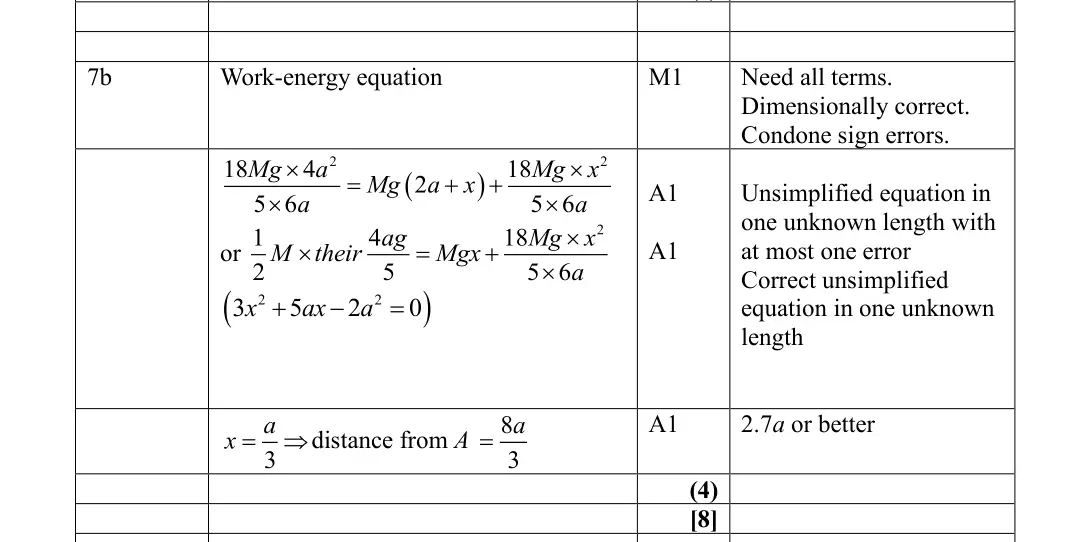 7b Work-energy equation M1 Need all terms.
Dimensionally correct.
Condone sign errors.
18Mg × 4a² / 5 × 6a = Mg(2a + x) + 18Mg × x² / 5 × 6a
A1 Unsimplified equation in
one unknown length with
or 1/2 M × their 4ag/5 = Mgx + 18Mg × x² / 5 × 6a
A1 at most one error
Correct unsimplified
(3x² + 5ax − 2a² = 0)
equation in one unknown
length
x = a/3 ⇒ distance from A = 8a/3 A1 2.7a or better
(4)
[8]